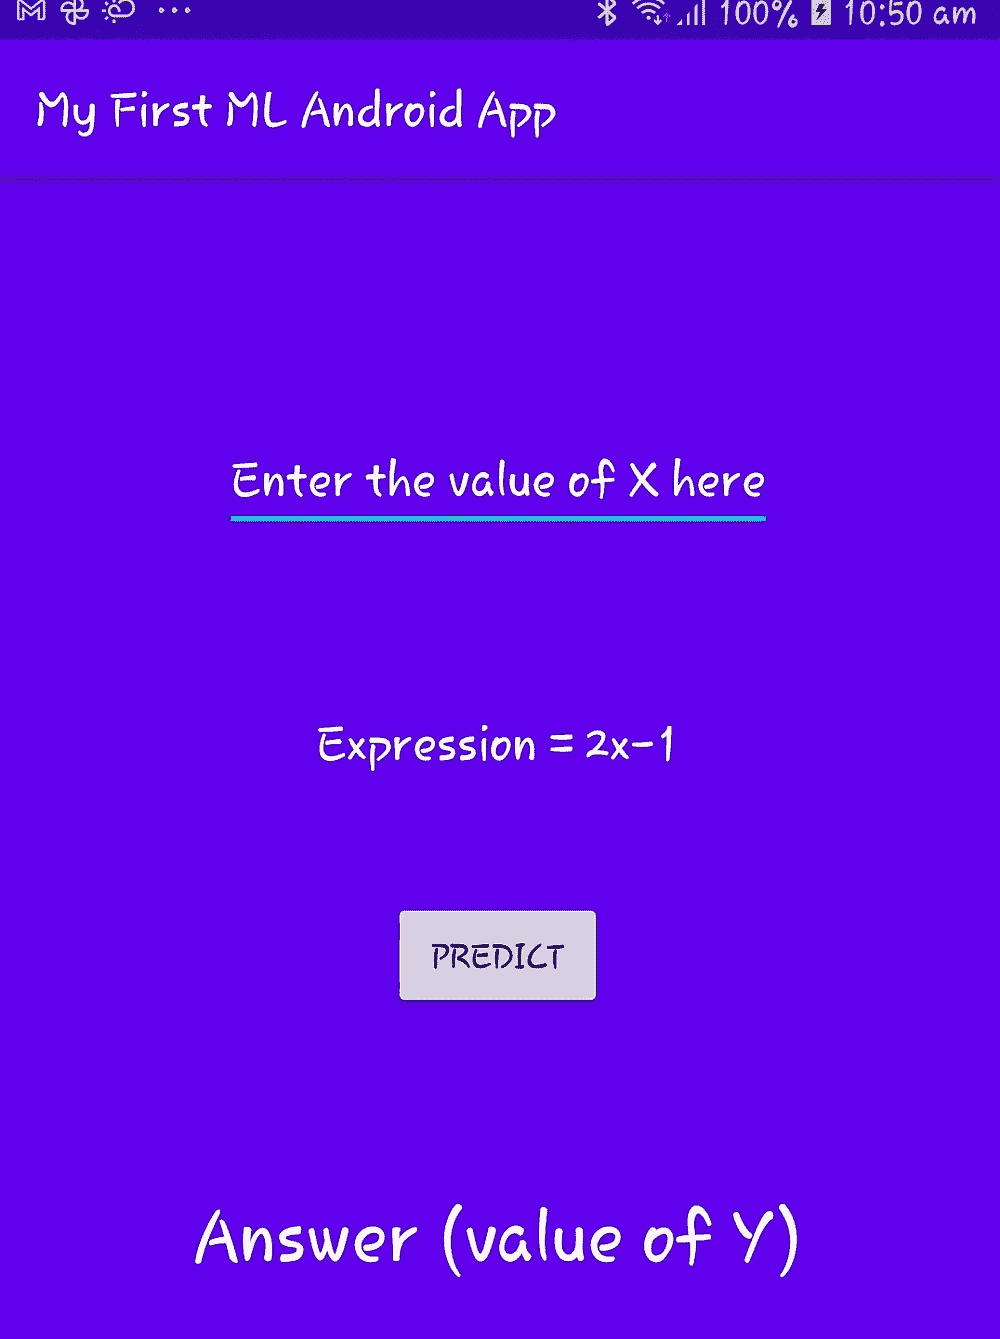 100% 10:50 am
My First ML Android App
Enter the value of X here
Expression = 2x-1
PREDICT
Answer (value of Y)